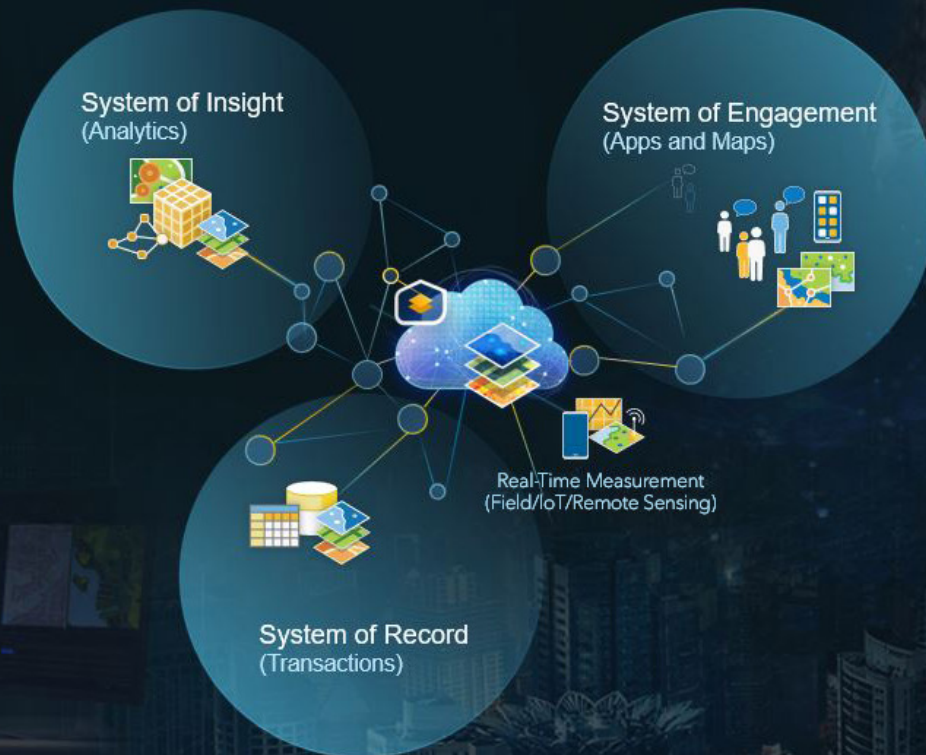 System of Insight
(Analytics)
System of Engagement
(Apps and Maps)
Real-Time Measurement
(Field/IoT/Remote Sensing)
System of Record
(Transactions)